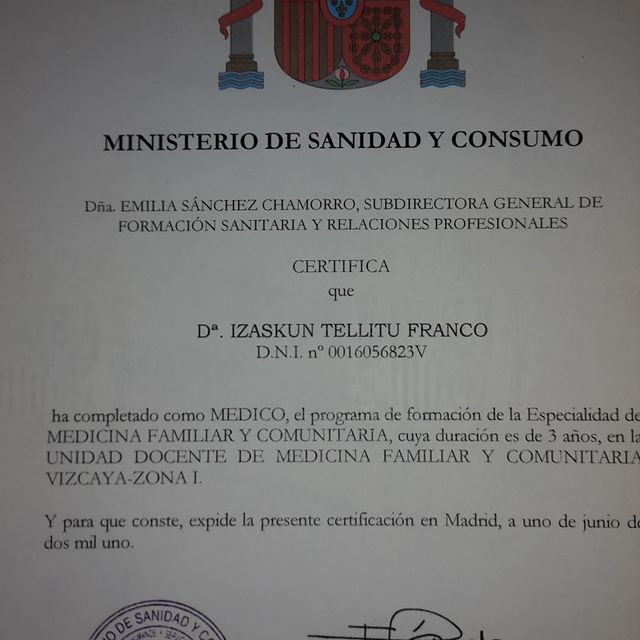 MINISTERIO DE SANIDAD Y CONSUMO
Dña. EMILIA SÁNCHEZ CHAMORRO, SUBDIRECTORA GENERAL DE
FORMACIÓN SANITARIA Y RELACIONES PROFESIONALES
CERTIFICA
que
Dª. IZASKUN TELLITU FRANCO
D.N.I. nº 0016056823V
ha completado como MEDICO, el programa de formación de la Especialidad de
MEDICINA FAMILIAR Y COMUNITARIA, cuya duración es de 3 años, en la
UNIDAD DOCENTE DE MEDICINA FAMILIAR Y COMUNITARIA
VIZCAYA-ZONA I.
Y para que conste, expide la presente certificación en Madrid, a uno de junio de
dos mil uno.
DE SANIDAD Y CO